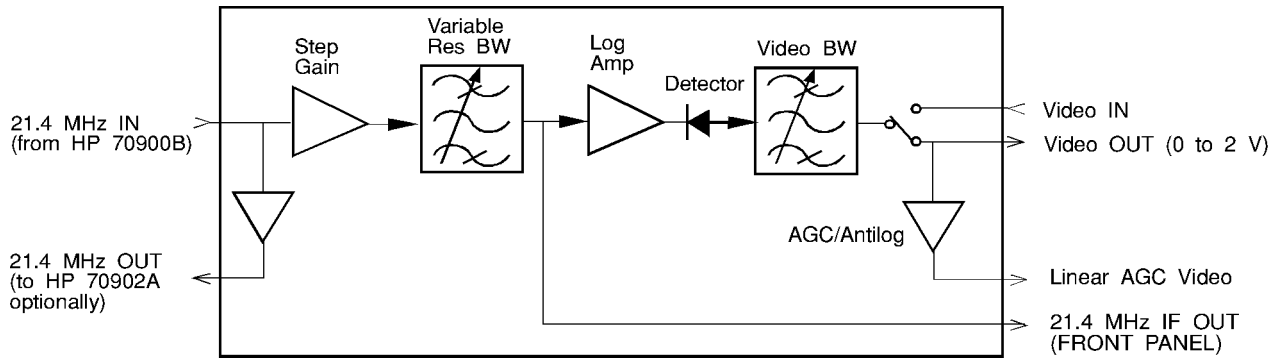 Step
Gain
Variable
Res BW
Log
Amp
Detector
Video BW
21.4 MHz IN
(from HP 70900B)
Video IN
Video OUT (0 to 2 V)
AGC/Antilog
21.4 MHz OUT
(to HP 70902A
optionally)
Linear AGC Video
21.4 MHz IF OUT
(FRONT PANEL)